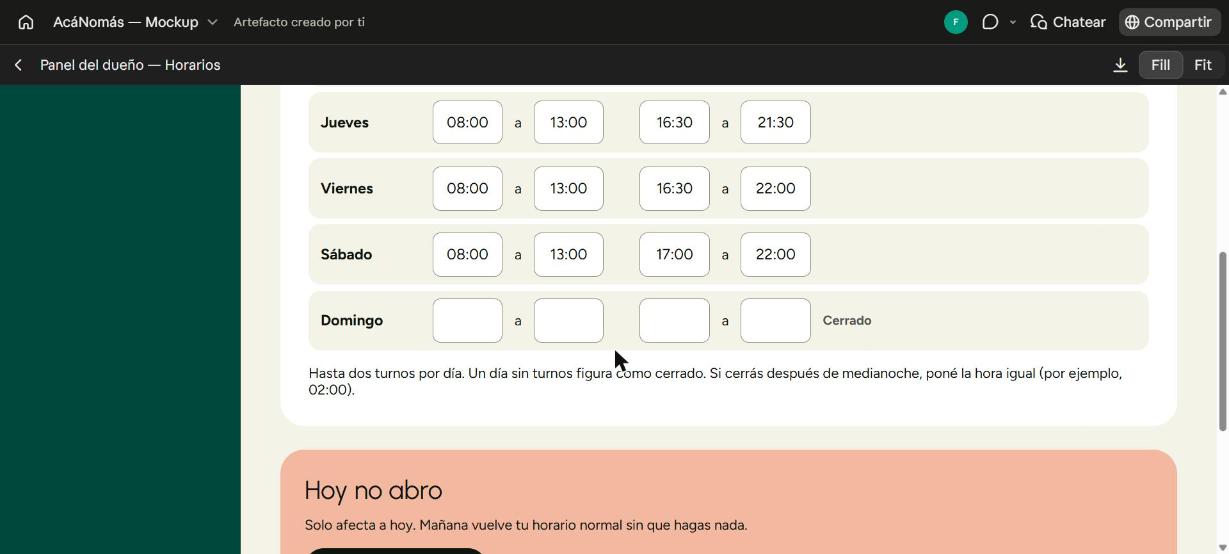 AcáNomás — Mockup Artefacto creado por ti F Chatear Compartir
Panel del dueño — Horarios Fill Fit
Jueves 08:00 a 13:00 16:30 a 21:30
Viernes 08:00 a 13:00 16:30 a 22:00
Sábado 08:00 a 13:00 17:00 a 22:00
Domingo a a Cerrado
Hasta dos turnos por día. Un día sin turnos figura como cerrado. Si cerrás después de medianoche, poné la hora igual (por ejemplo,
02:00).
Hoy no abro
Solo afecta a hoy. Mañana vuelve tu horario normal sin que hagas nada.